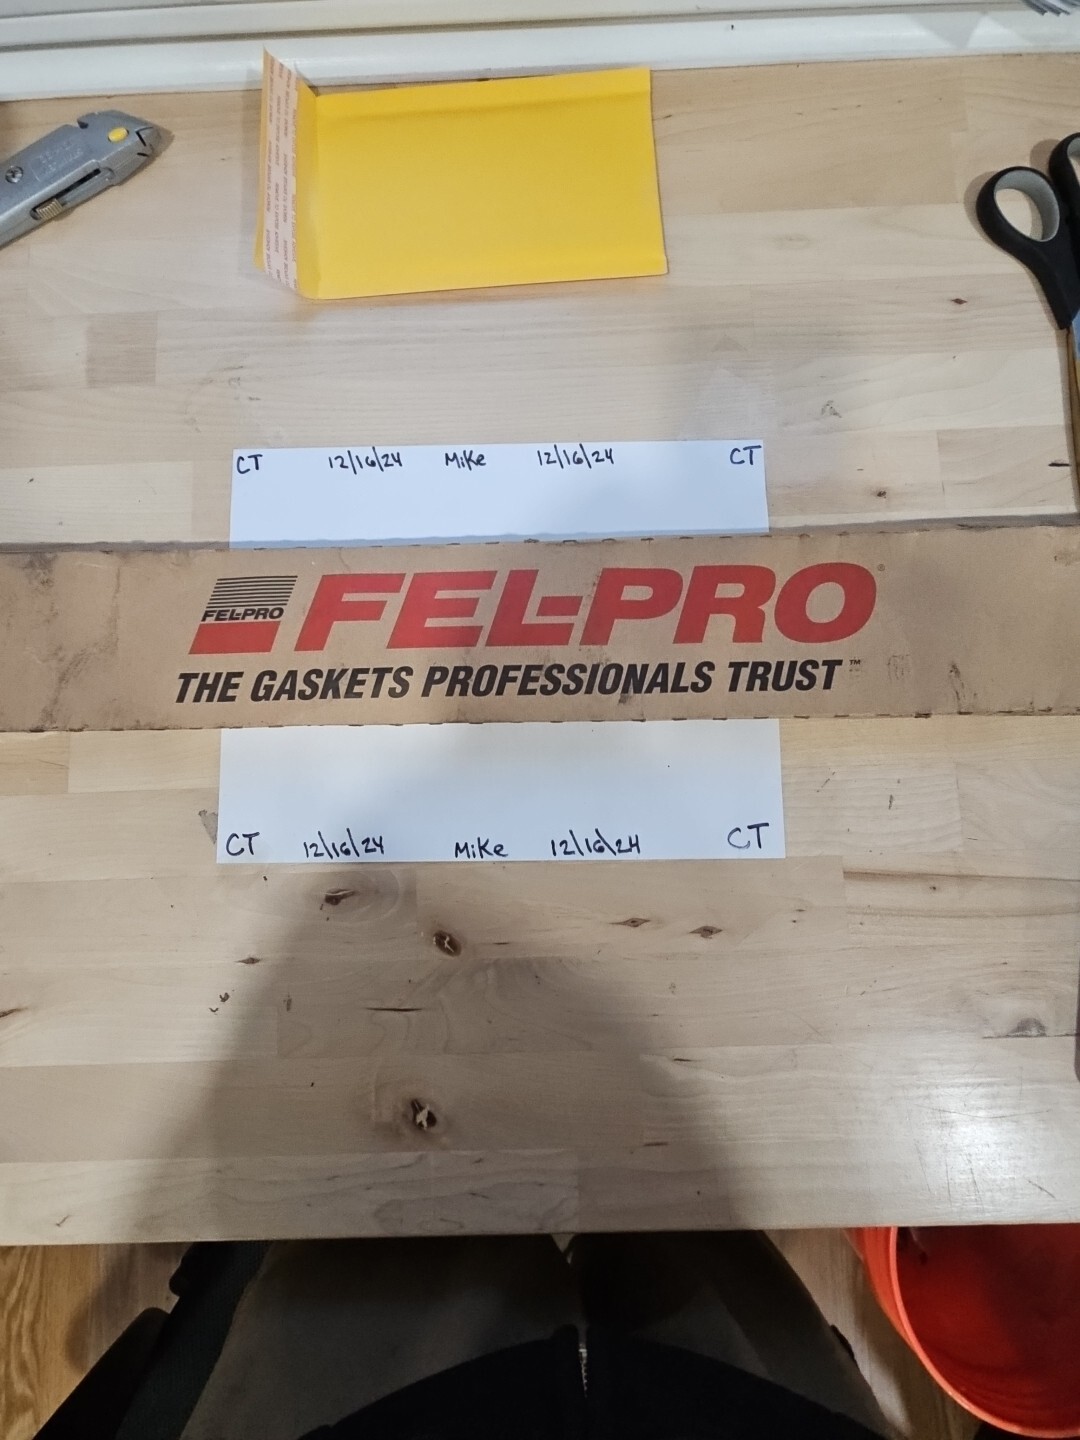 CT 12/16/24 Mike 12/16/24 CT
FEL-PRO
FEL-PRO®
THE GASKETS PROFESSIONALS TRUST™
CT 12/16/24 Mike 12/16/24 CT